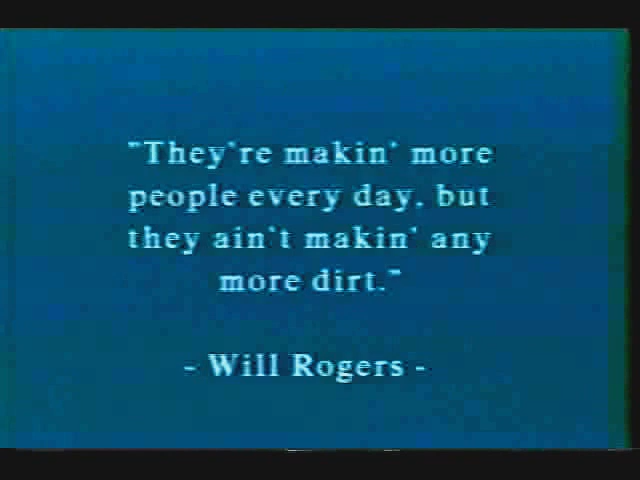 "They're makin' more
people every day, but
they ain't makin' any
more dirt."
- Will Rogers -